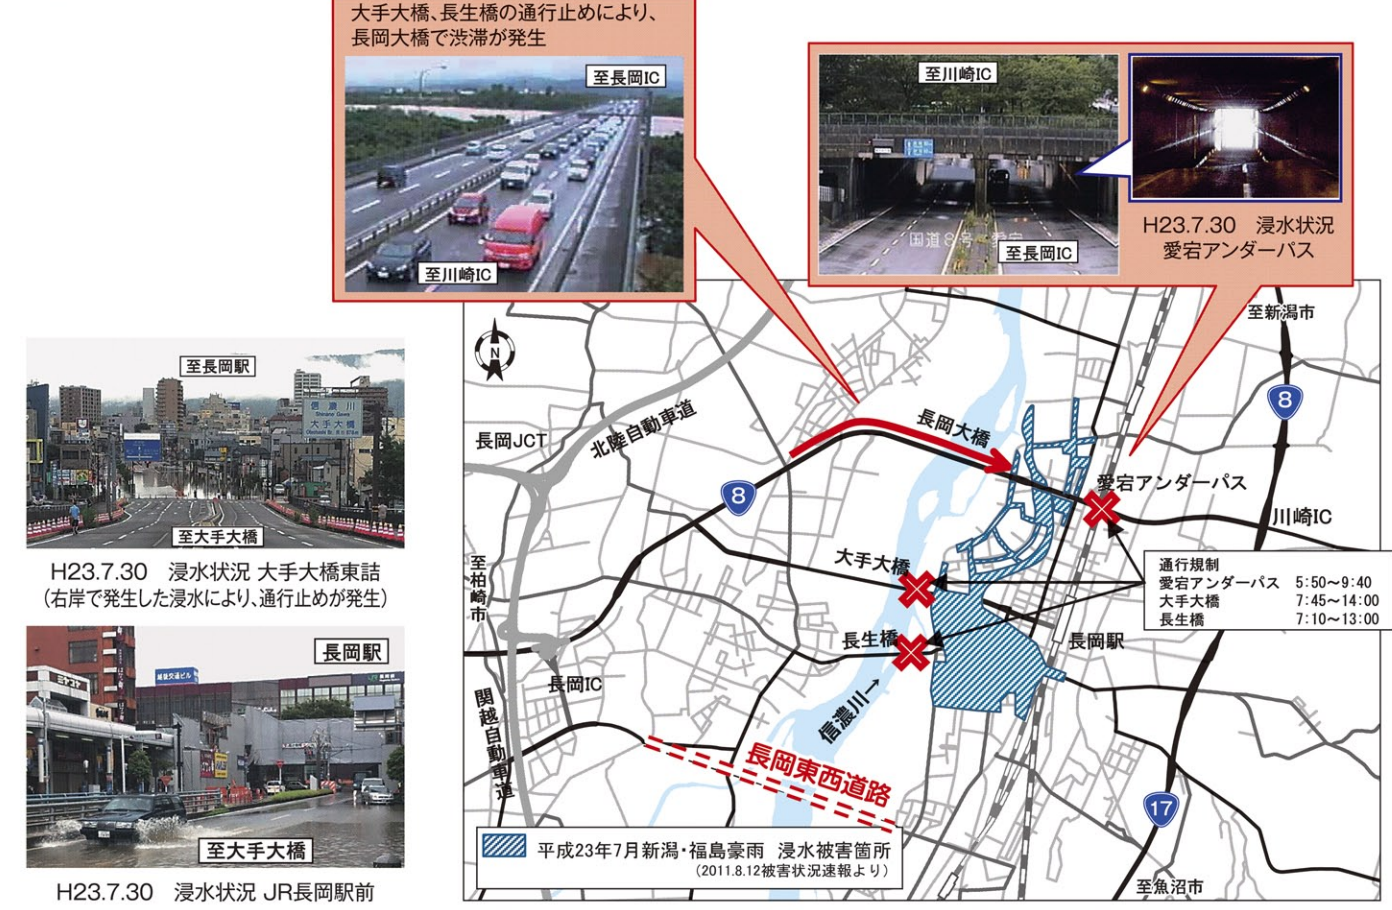 大手大橋、長生橋の通行止めにより、
長岡大橋で渋滞が発生
至長岡IC
至川崎IC
至川崎IC
国道8号 愛宕
至長岡IC
H23.7.30 浸水状況
愛宕アンダーパス
至長岡駅
信濃川
Shinano River
大手大橋
至大手大橋
H23.7.30 浸水状況 大手大橋東詰
（右岸で発生した浸水により、通行止めが発生）
長岡駅
越後交通ビル
至大手大橋
H23.7.30 浸水状況 JR長岡駅前
N
至新潟市
8
長岡JCT
北陸自動車道
長岡大橋
8
愛宕アンダーパス
川崎IC
至柏崎市
大手大橋
通行規制
愛宕アンダーパス 5:50～9:40
大手大橋 7:45～14:00
長生橋 7:10～13:00
長生橋
長岡駅
長岡IC
信濃川→
関越自動車道
長岡東西道路
17
平成23年7月新潟・福島豪雨 浸水被害箇所
(2011.8.12被害状況速報より)
至魚沼市